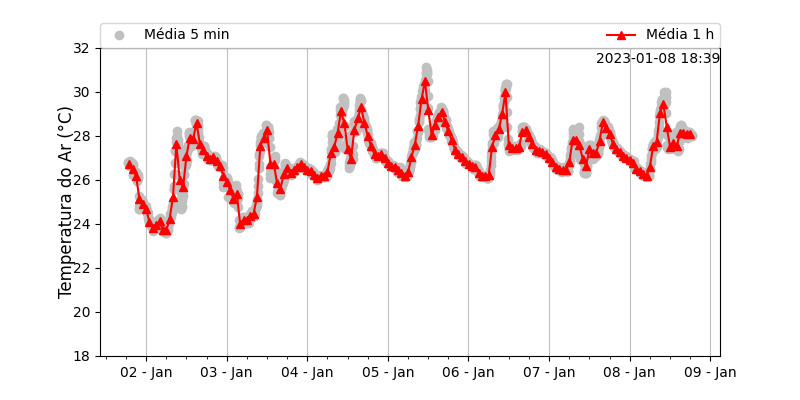 Média 5 min
Média 1 h
2023-01-08 18:39
Temperatura do Ar (°C)
32
30
28
26
24
22
20
18
02 - Jan
03 - Jan
04 - Jan
05 - Jan
06 - Jan
07 - Jan
08 - Jan
09 - Jan